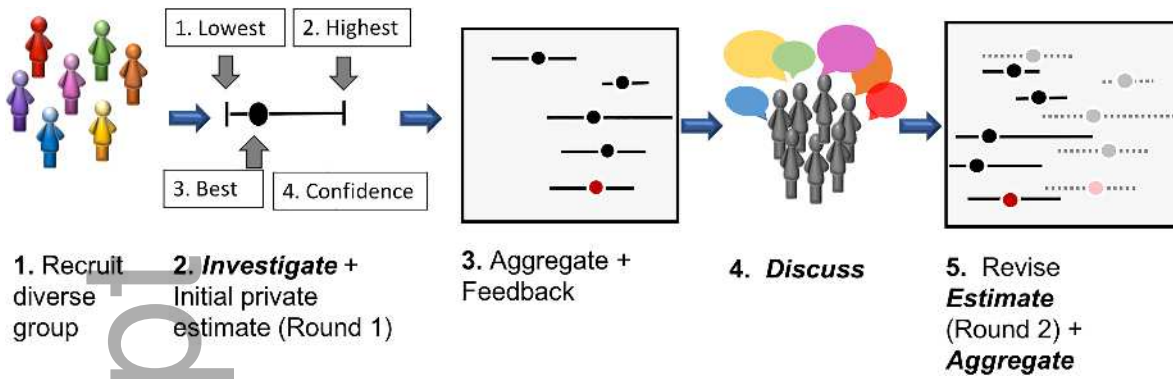 1. Lowest
2. Highest
3. Best
4. Confidence
1. Recruit
diverse
group
2. Investigate +
Initial private
estimate (Round 1)
3. Aggregate +
Feedback
4. Discuss
5. Revise
Estimate
(Round 2) +
Aggregate